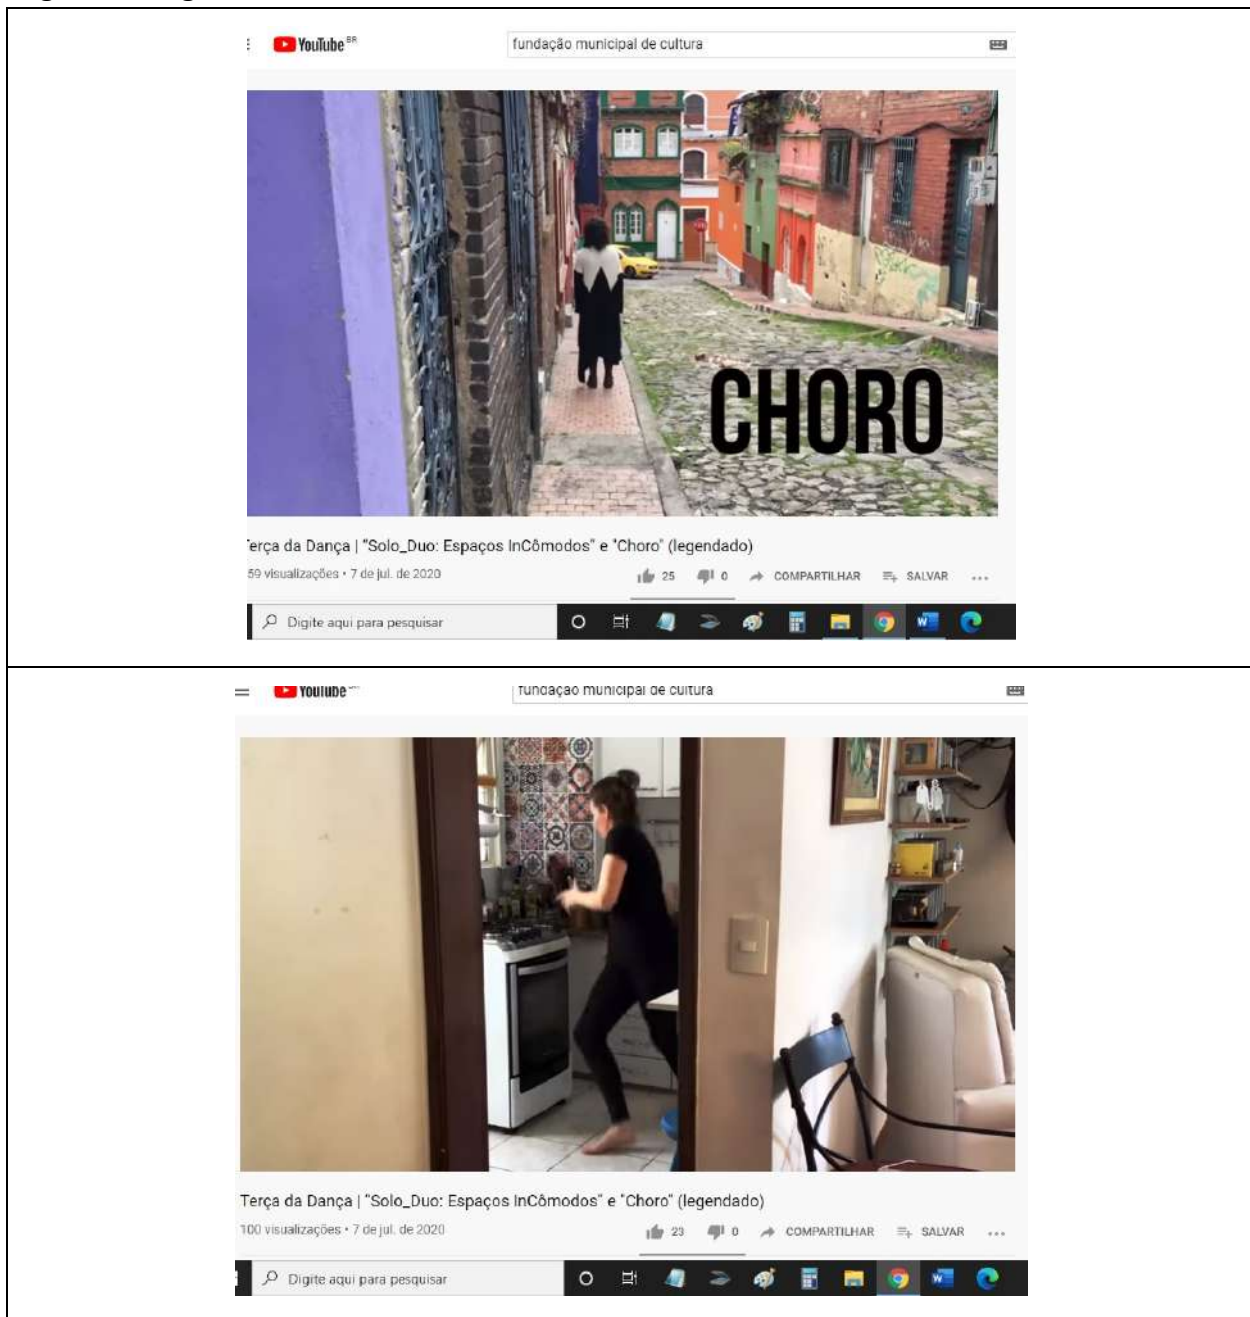 YouTube BR
fundação municipal de cultura
CHORO
erça da Dança | "Solo_Duo: Espaços InCômodos" e "Choro" (legendado)
59 visualizações • 7 de jul. de 2020
25
0
COMPARTILHAR
SALVAR
Digite aqui para pesquisar
YouTube
fundação municipal de cultura
Terça da Dança | "Solo_Duo: Espaços InCômodos" e "Choro" (legendado)
100 visualizações • 7 de jul. de 2020
23
0
COMPARTILHAR
SALVAR
Digite aqui para pesquisar